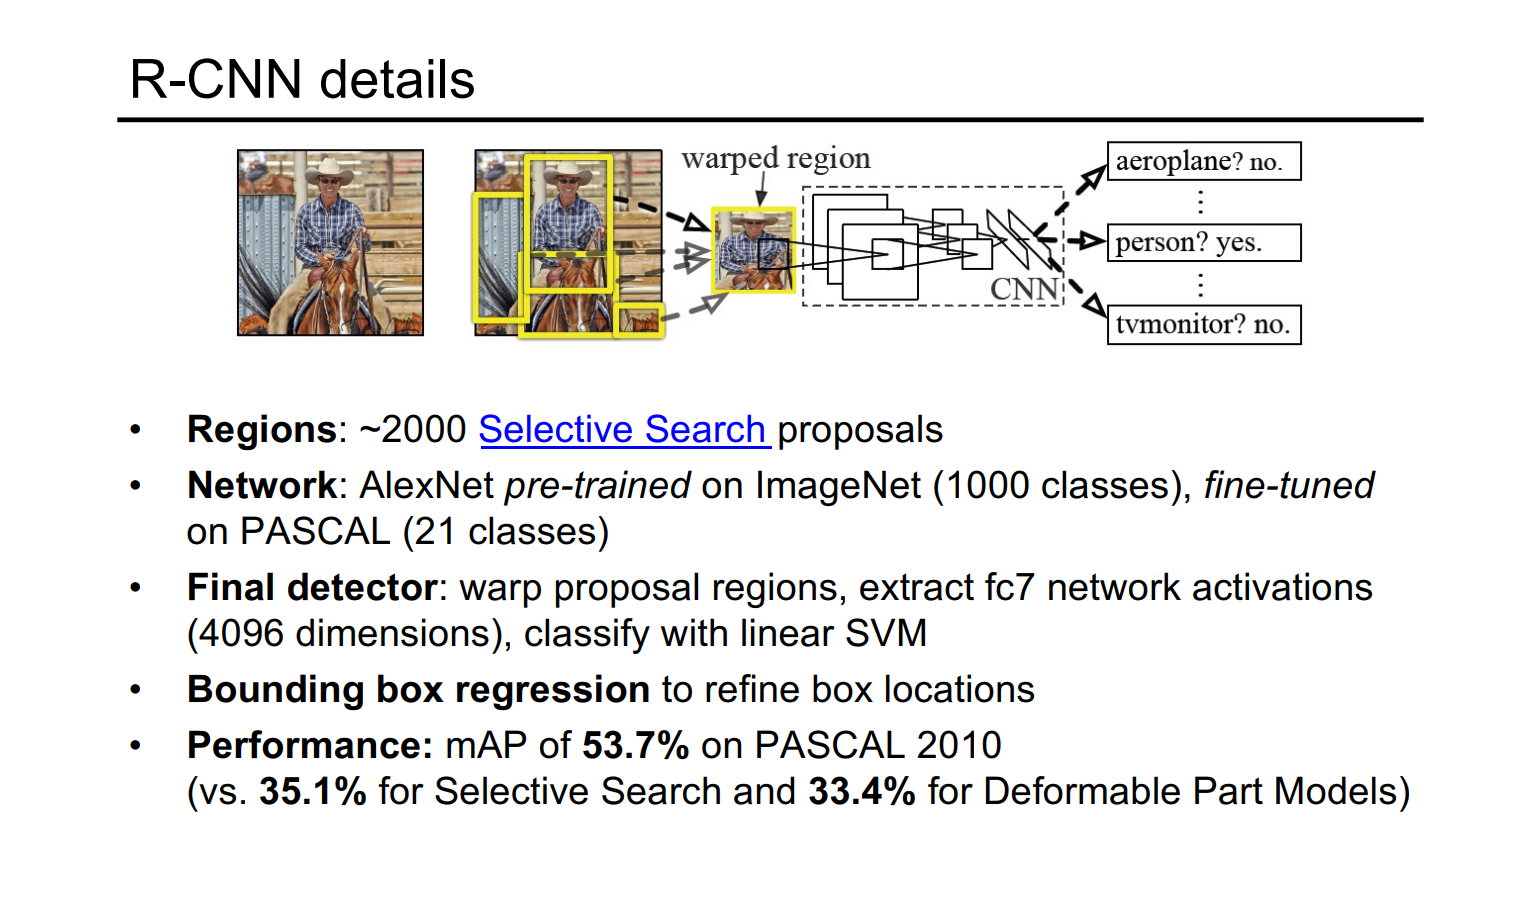 R-CNN details
warped region
aeroplane? no.
person? yes.
CNN
tvmonitor? no.
• Regions: ~2000 Selective Search proposals
• Network: AlexNet pre-trained on ImageNet (1000 classes), fine-tuned
on PASCAL (21 classes)
• Final detector: warp proposal regions, extract fc7 network activations
(4096 dimensions), classify with linear SVM
• Bounding box regression to refine box locations
• Performance: mAP of 53.7% on PASCAL 2010
(vs. 35.1% for Selective Search and 33.4% for Deformable Part Models)